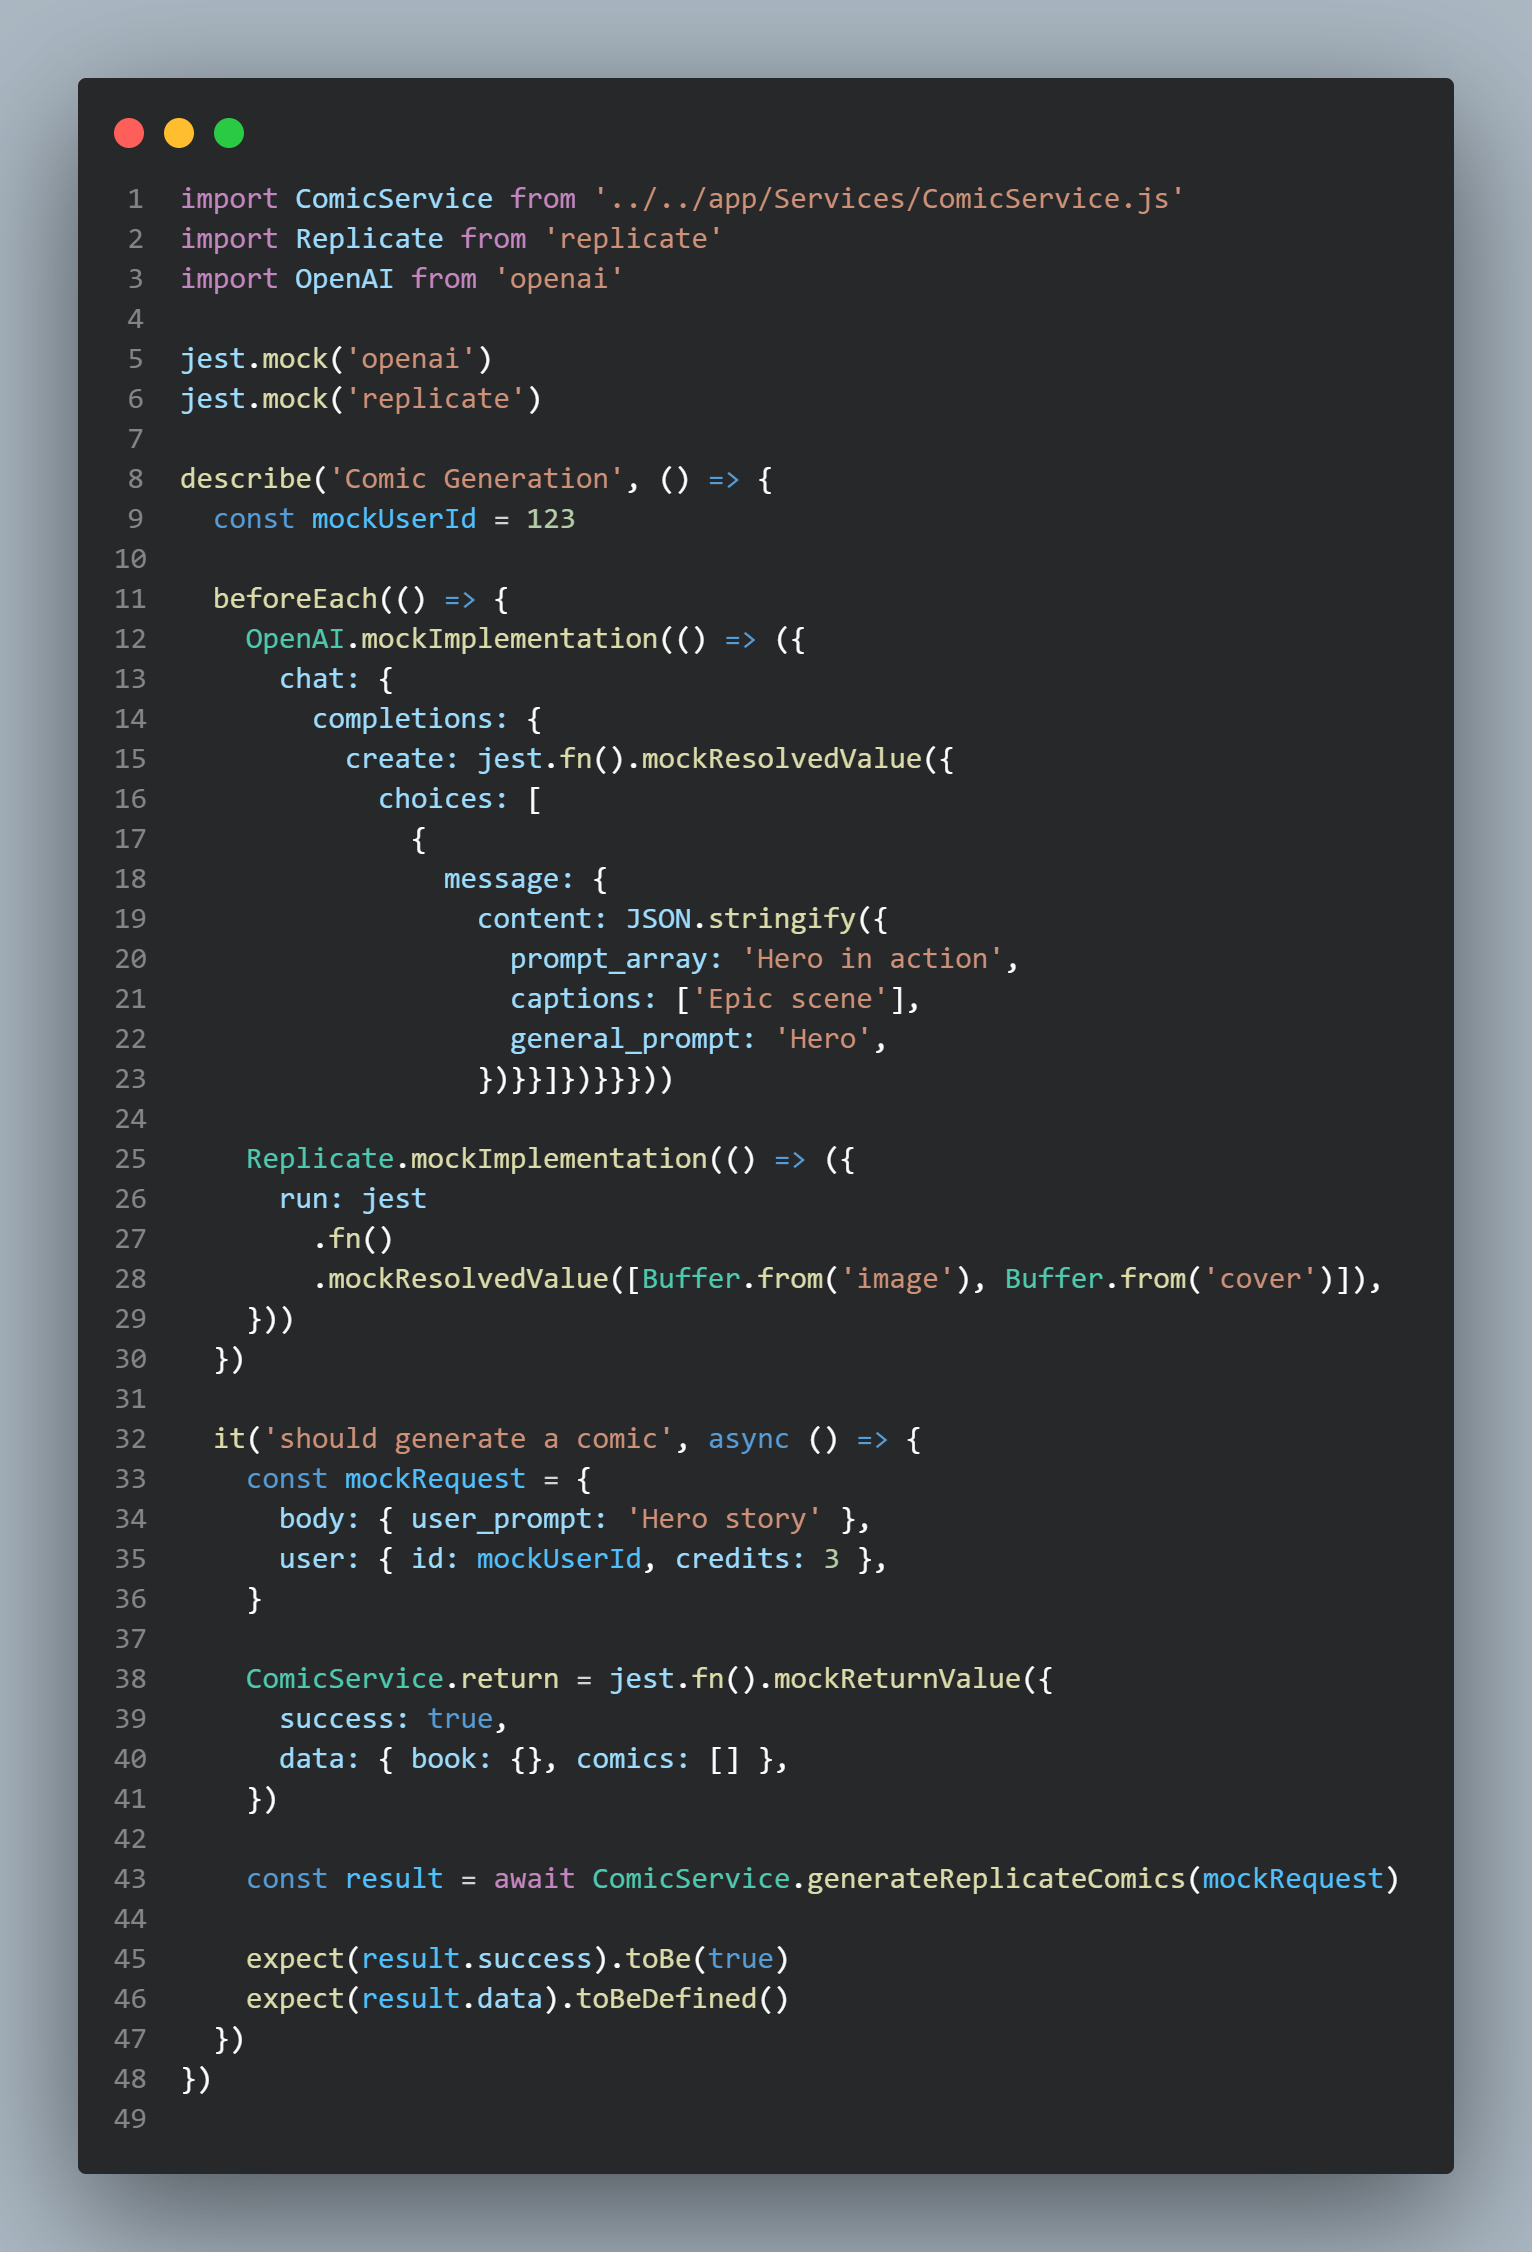 1 import ComicService from '../../app/Services/ComicService.js'
2 import Replicate from 'replicate'
3 import OpenAI from 'openai'
4
5 jest.mock('openai')
6 jest.mock('replicate')
7
8 describe('Comic Generation', () => {
9   const mockUserId = 123
10
11   beforeEach(() => {
12     OpenAI.mockImplementation(() => ({
13       chat: {
14         completions: {
15           create: jest.fn().mockResolvedValue({
16             choices: [
17               {
18                 message: {
19                   content: JSON.stringify({
20                     prompt_array: 'Hero in action',
21                     captions: ['Epic scene'],
22                     general_prompt: 'Hero',
23                   })}}]})}}}))
24
25     Replicate.mockImplementation(() => ({
26       run: jest
27         .fn()
28         .mockResolvedValue([Buffer.from('image'), Buffer.from('cover')]),
29     }))
30   })
31
32   it('should generate a comic', async () => {
33     const mockRequest = {
34       body: { user_prompt: 'Hero story' },
35       user: { id: mockUserId, credits: 3 },
36     }
37
38     ComicService.return = jest.fn().mockReturnValue({
39       success: true,
40       data: { book: {}, comics: [] },
41     })
42
43     const result = await ComicService.generateReplicateComics(mockRequest)
44
45     expect(result.success).toBe(true)
46     expect(result.data).toBeDefined()
47   })
48 })
49